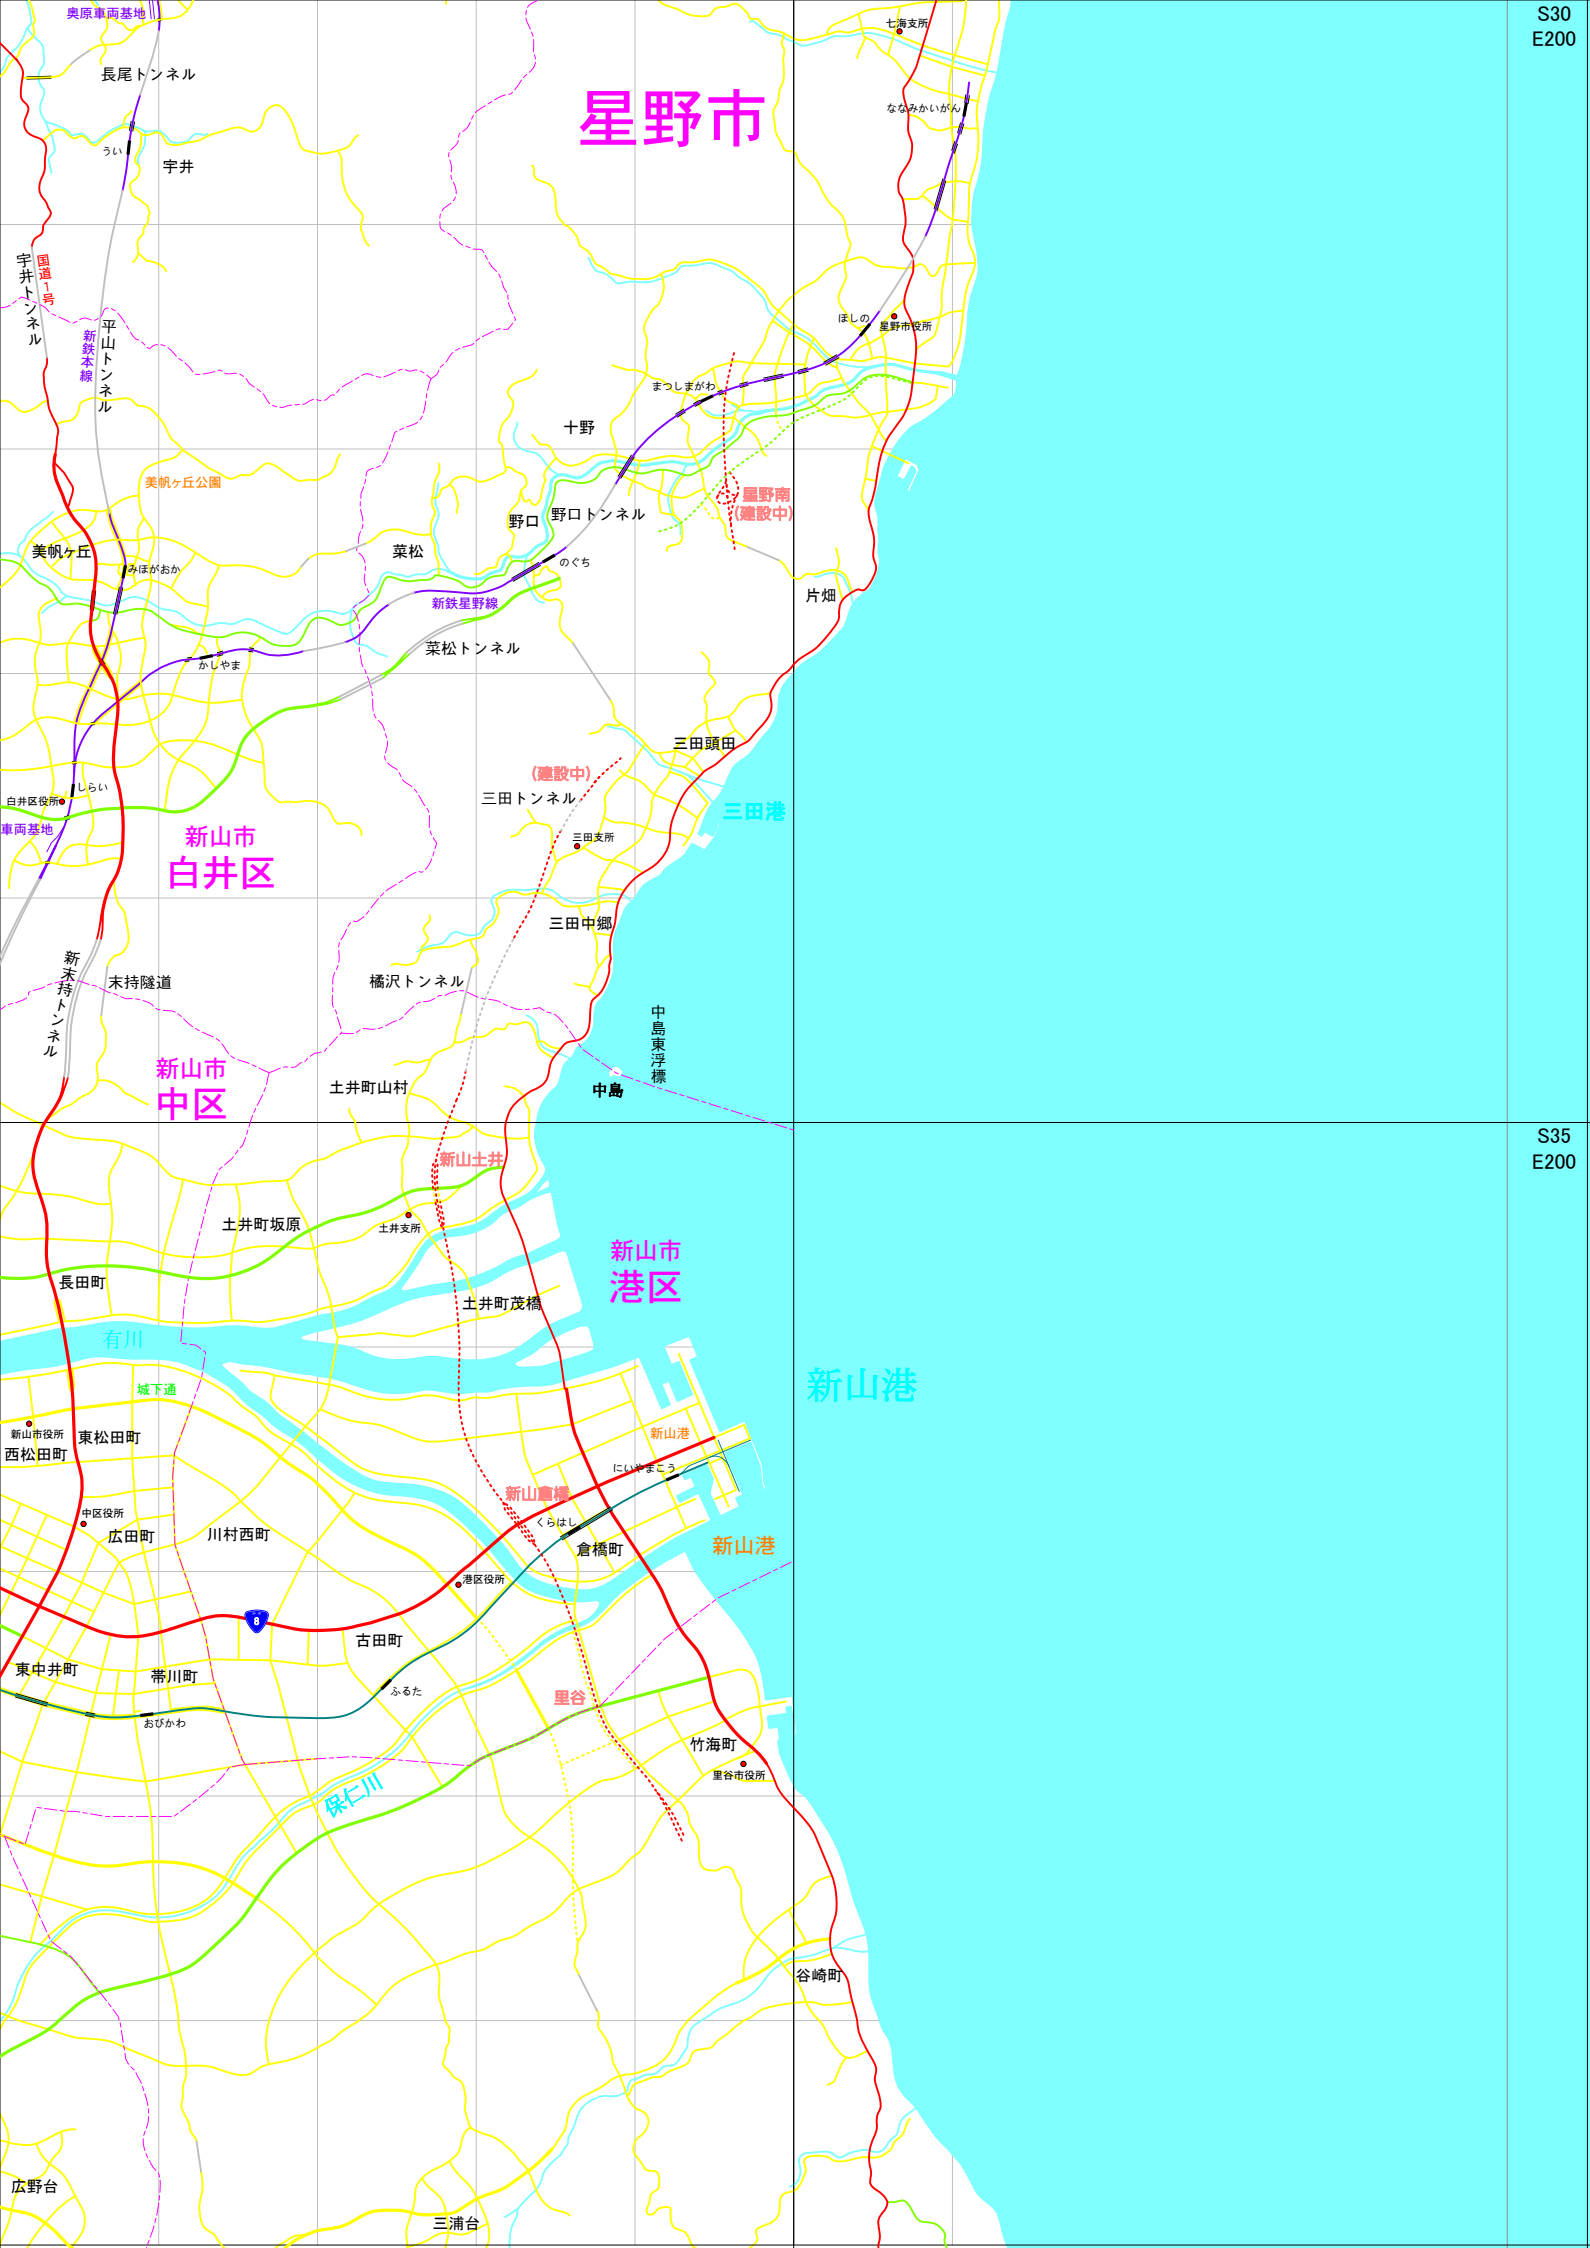 奥原車両基地
七海支所
S30
E200
長尾トンネル
星野市
ななみかいがん
うい
宇井
宇井トンネル
国道1号
新鉄本線
平山トンネル
ほしの
星野市役所
まつしまがわ
十野
美帆ヶ丘公園
星野南
(建設中)
野口
野口トンネル
美帆ヶ丘
菜松
みほがおか
のぐち
新鉄星野線
片畑
菜松トンネル
かしやま
三田頭田
(建設中)
三田トンネル
しらい
白井区役所
三田港
車両基地
新山市
白井区
三田支所
三田中郷
新末持トンネル
末持隧道
橘沢トンネル
中島東浮標
新山市
中区
土井町山村
中島
S35
E200
新山土井
土井町坂原
土井支所
新山市
港区
長田町
土井町茂橋
有川
城下通
新山港
新山市役所
東松田町
西松田町
新山港
にいやまこう
新山倉橋
中区役所
広田町
川村西町
くらはし
倉橋町
新山港
港区役所
8
古田町
東中井町
帯川町
ふるた
里谷
おびかわ
竹海町
里谷市役所
保仁川
谷崎町
広野台
三浦台